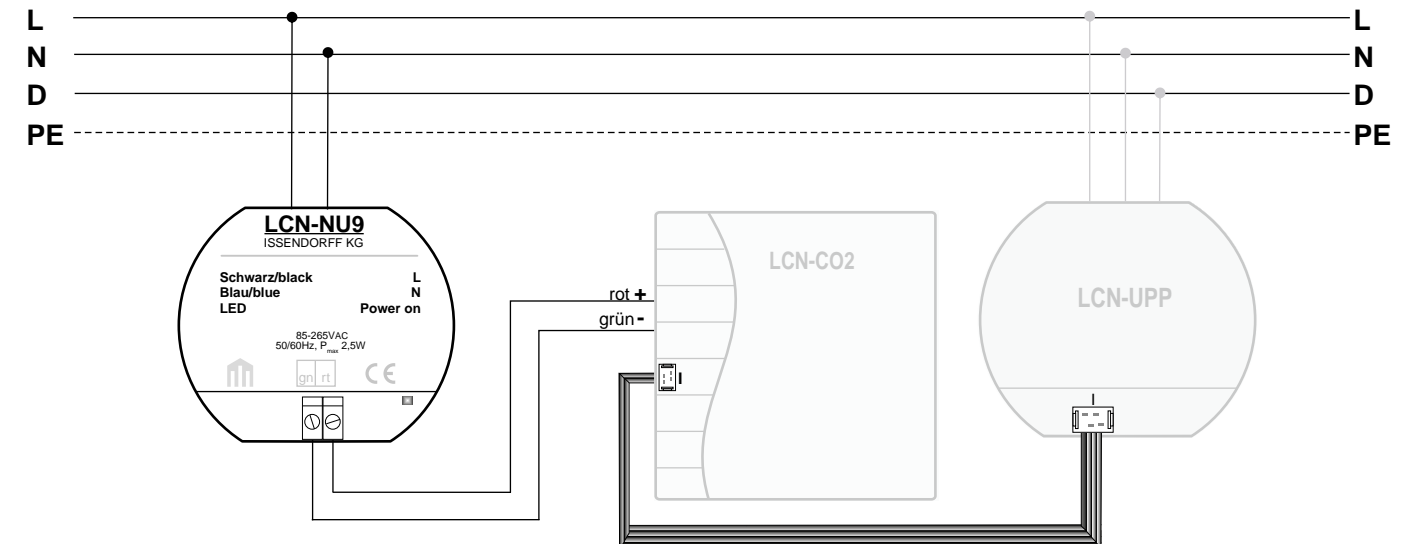 L L
N N
D D
PE PE
LCN-NU9
ISSENDORFF KG
Schwarz/black L
Blau/blue N
LED Power on
85-265VAC
50/60Hz, Pmax 2,5W
gn rt CE
rot +
grün -
I
LCN-CO2
LCN-UPP
I